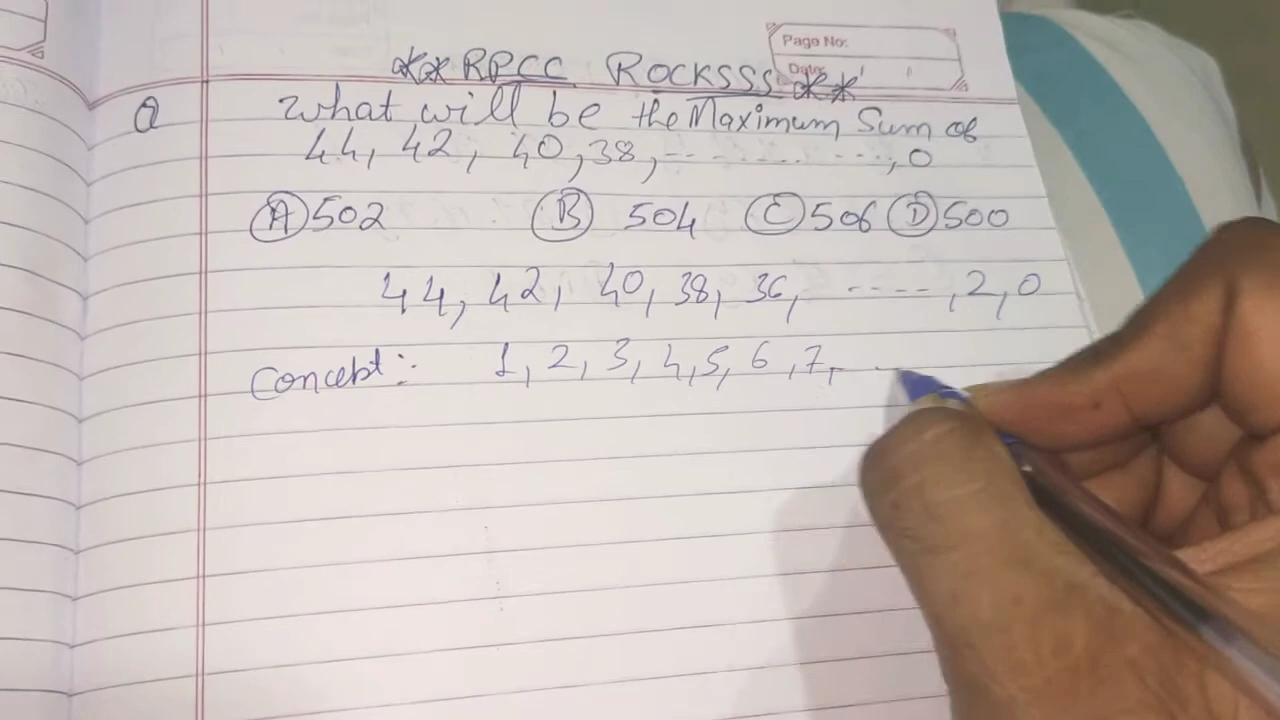 Page No:
Date:
** RPCC ROCKSSS **
Q What will be the Maximum Sum of
44, 42, 40, 38, -- ... ... ..., 0
(A) 502 (B) 504 (C) 506 (D) 500
44, 42, 40, 38, 36, - ----, 2, 0
Concept: 1, 2, 3, 4, 5, 6, 7, - . .